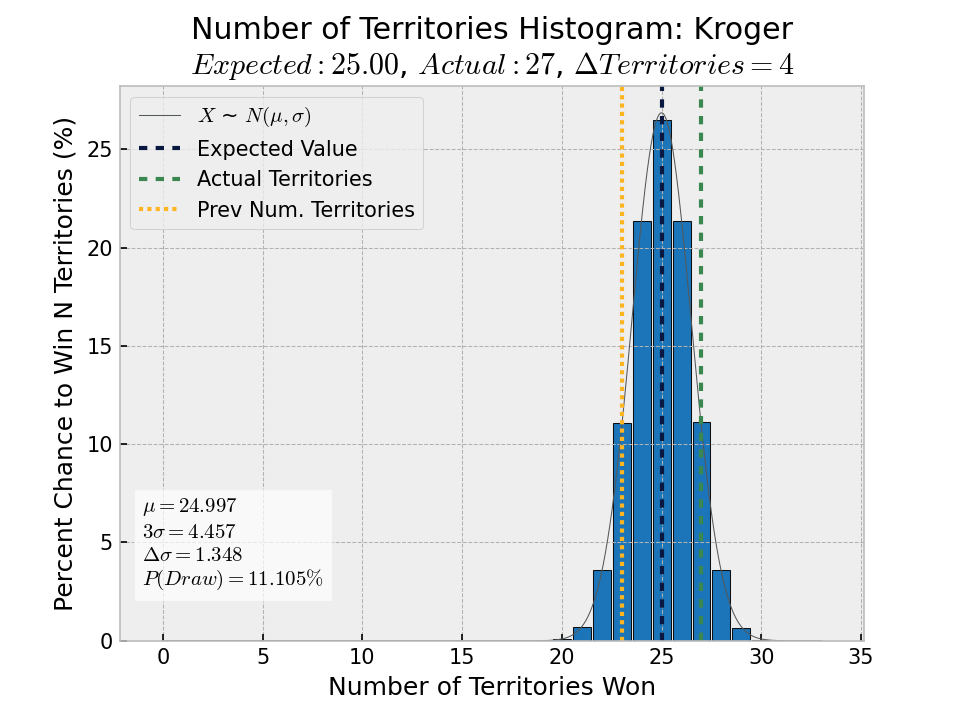 Number of Territories Histogram: Kroger
Expected : 25.00, Actual : 27, ΔTerritories = 4
X ∼ N(μ, σ)
Expected Value
Actual Territories
Prev Num. Territories
Percent Chance to Win N Territories (%)
25
20
15
10
5
0
μ = 24.997
3σ = 4.457
Δσ = 1.348
P(Draw) = 11.105%
0 5 10 15 20 25 30 35
Number of Territories Won